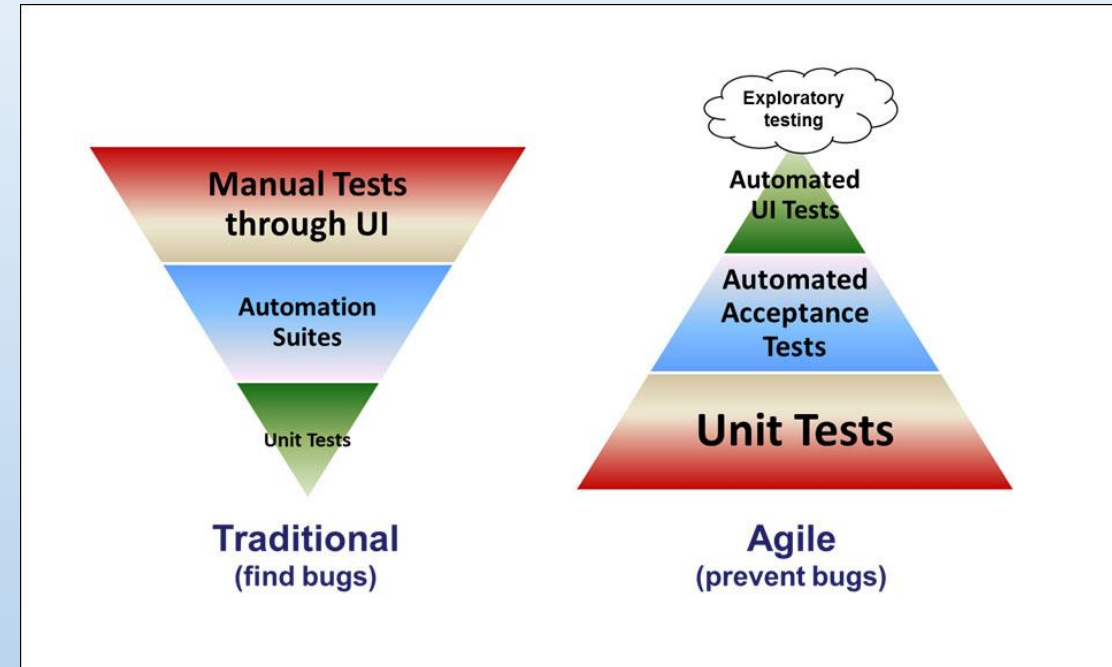 Manual Tests
through UI
Automation
Suites
Unit Tests
Traditional
(find bugs)
Exploratory
testing
Automated
UI Tests
Automated
Acceptance
Tests
Unit Tests
Agile
(prevent bugs)